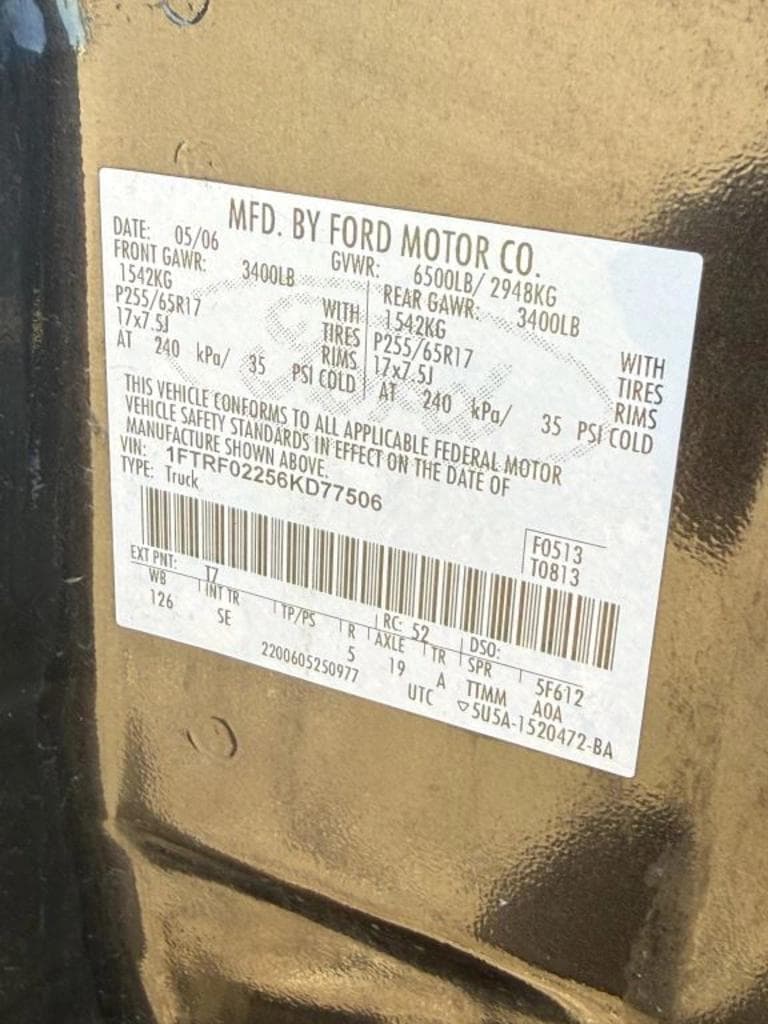 MFD. BY FORD MOTOR CO.
DATE: 05/06 GVWR: 6500LB/ 2948KG
FRONT GAWR: 3400LB REAR GAWR: 3400LB
1542KG WITH 1542KG WITH
P255/65R17 TIRES P255/65R17 TIRES
17x7.5J RIMS 17x7.5J RIMS
AT 240 kPa/ 35 PSI COLD AT 240 kPa/ 35 PSI COLD
THIS VEHICLE CONFORMS TO ALL APPLICABLE FEDERAL MOTOR
VEHICLE SAFETY STANDARDS IN EFFECT ON THE DATE OF
MANUFACTURE SHOWN ABOVE.
VIN: 1FTRF02256KD77506
TYPE: Truck
F0513
T0813
EXT PNT: T7 RC: 52 DSO:
WB INT TR TP/PS R AXLE TR SPR 5F612
126 SE 5 19 A TTMM A0A
2200605250977 UTC ▽5U5A-1520472-BA